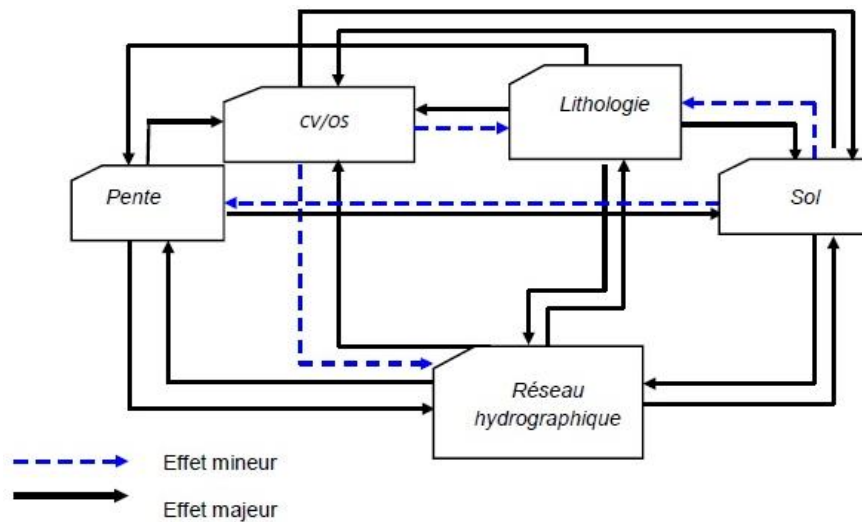 Lithologie
cv/os
Pente
Sol
Réseau
hydrographique
Effet mineur
Effet majeur